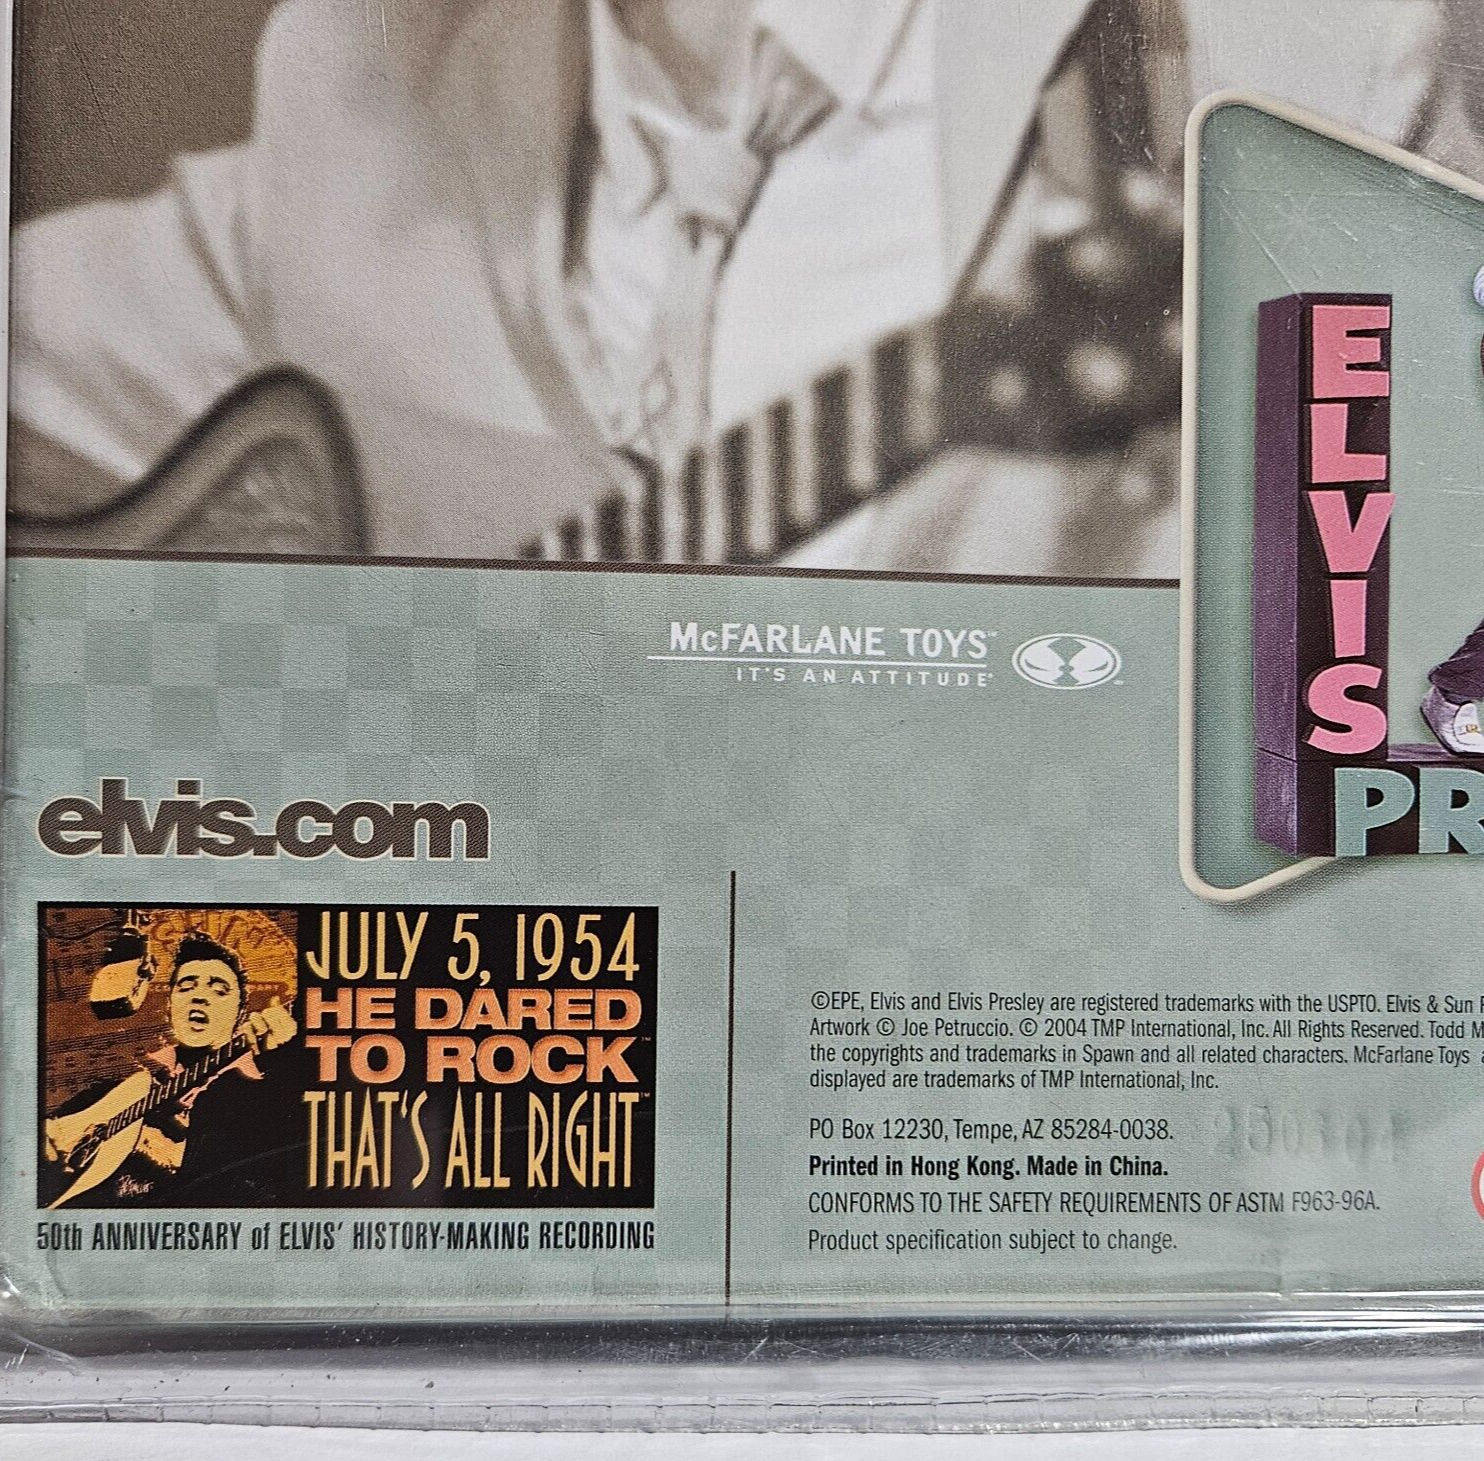 McFARLANE TOYS™
IT'S AN ATTITUDE®
E
L
V
I
S
PR
elvis.com
JULY 5, 1954
HE DARED
TO ROCK™
THAT'S ALL RIGHT™
50th ANNIVERSARY of ELVIS' HISTORY-MAKING RECORDING
©EPE, Elvis and Elvis Presley are registered trademarks with the USPTO. Elvis & Sun
Artwork © Joe Petruccio. © 2004 TMP International, Inc. All Rights Reserved. Todd M
the copyrights and trademarks in Spawn and all related characters. McFarlane Toys
displayed are trademarks of TMP International, Inc.
PO Box 12230, Tempe, AZ 85284-0038.
Printed in Hong Kong. Made in China.
CONFORMS TO THE SAFETY REQUIREMENTS OF ASTM F963-96A.
Product specification subject to change.